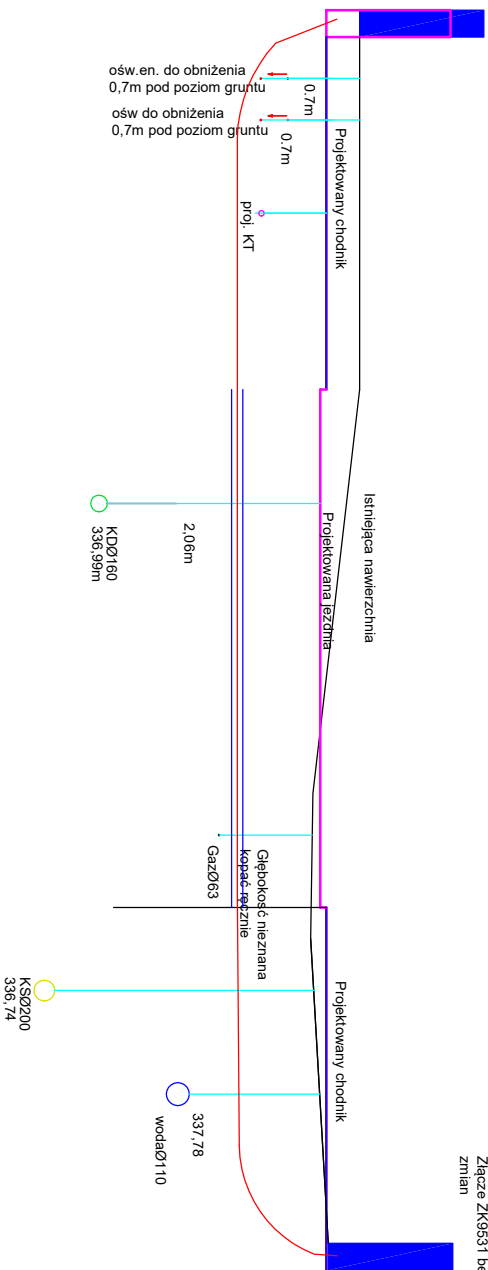 ośw.en. do obniżenia
0,7m pod poziom gruntu
0.7m
ośw do obniżenia
0,7m pod poziom gruntu
0.7m
Projektowany chodnik
proj. KT
Istniejąca nawierzchnia
Projektowana jezdnia
2,06m
KDØ160
336,99m
Głębokosć nieznana
kopać ręcznie
GazØ63
Projektowany chodnik
KSØ200
336,74
337,78
wodaØ110
Złącze ZK9531 be
zmian